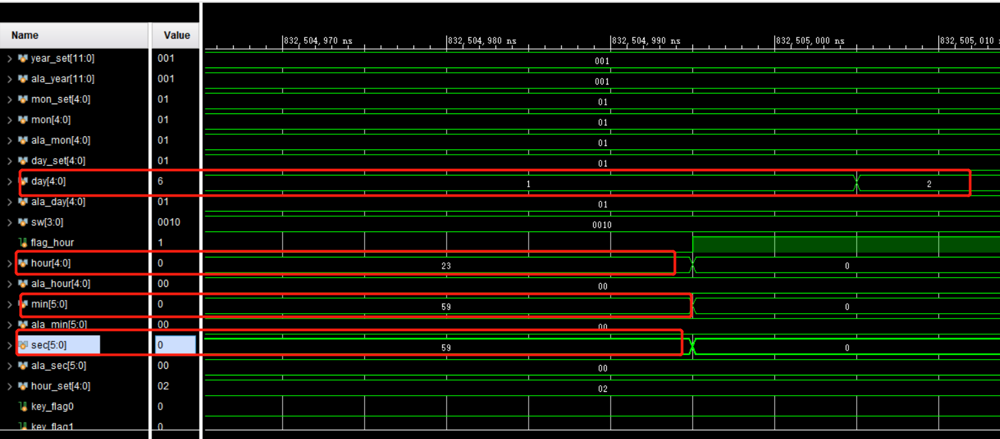 Name Value
832,504,970 ns 832,504,980 ns 832,504,990 ns 832,505,000 ns 832,505,010
year_set[11:0] 001 001
ala_year[11:0] 001 001
mon_set[4:0] 01 01
mon[4:0] 01 01
ala_mon[4:0] 01 01
day_set[4:0] 01 01
day[4:0] 6 1 2
ala_day[4:0] 01 01
sw[3:0] 0010 0010
flag_hour 1
hour[4:0] 0 23 0
ala_hour[4:0] 00 00
min[5:0] 0 59 0
ala_min[5:0] 00 00
sec[5:0] 0 59 0
ala_sec[5:0] 00 00
hour_set[4:0] 02 02
key_flag0 0
key_flag1 0